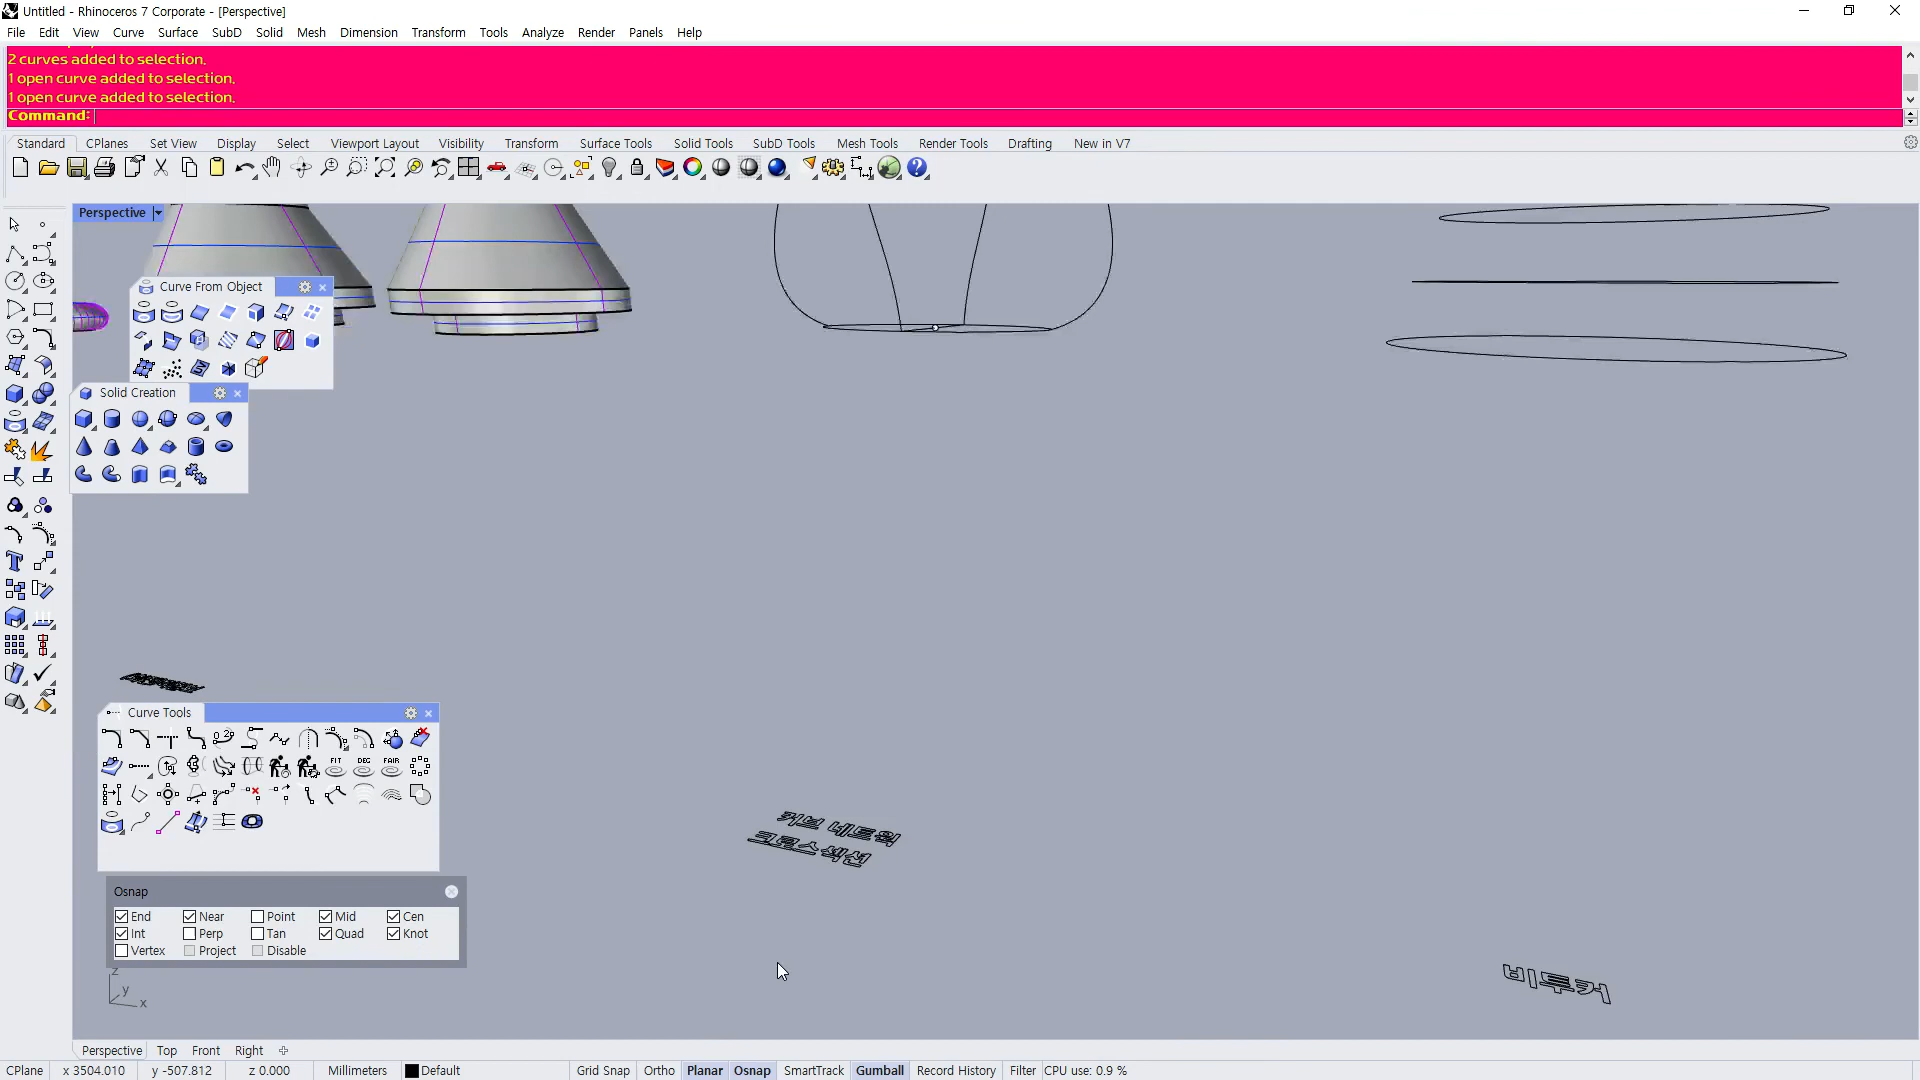 Untitled - Rhinoceros 7 Corporate - [Perspective]
File Edit View Curve Surface SubD Solid Mesh Dimension Transform Tools Analyze Render Panels Help
2 curves added to selection.
1 open curve added to selection.
1 open curve added to selection.
Command:
Standard CPlanes Set View Display Select Viewport Layout Visibility Transform Surface Tools Solid Tools SubD Tools Mesh Tools Render Tools Drafting New in V7
Perspective
Curve From Object
Solid Creation
Curve Tools
FIT DEG FAIR
Osnap
End Near Point Mid Cen
Int Perp Tan Quad Knot
Vertex Project Disable
z
y
x
Perspective Top Front Right
CPlane x 3504.010 y -507.812 z 0.000 Millimeters Default Grid Snap Ortho Planar Osnap SmartTrack Gumball Record History Filter CPU use: 0.9 %